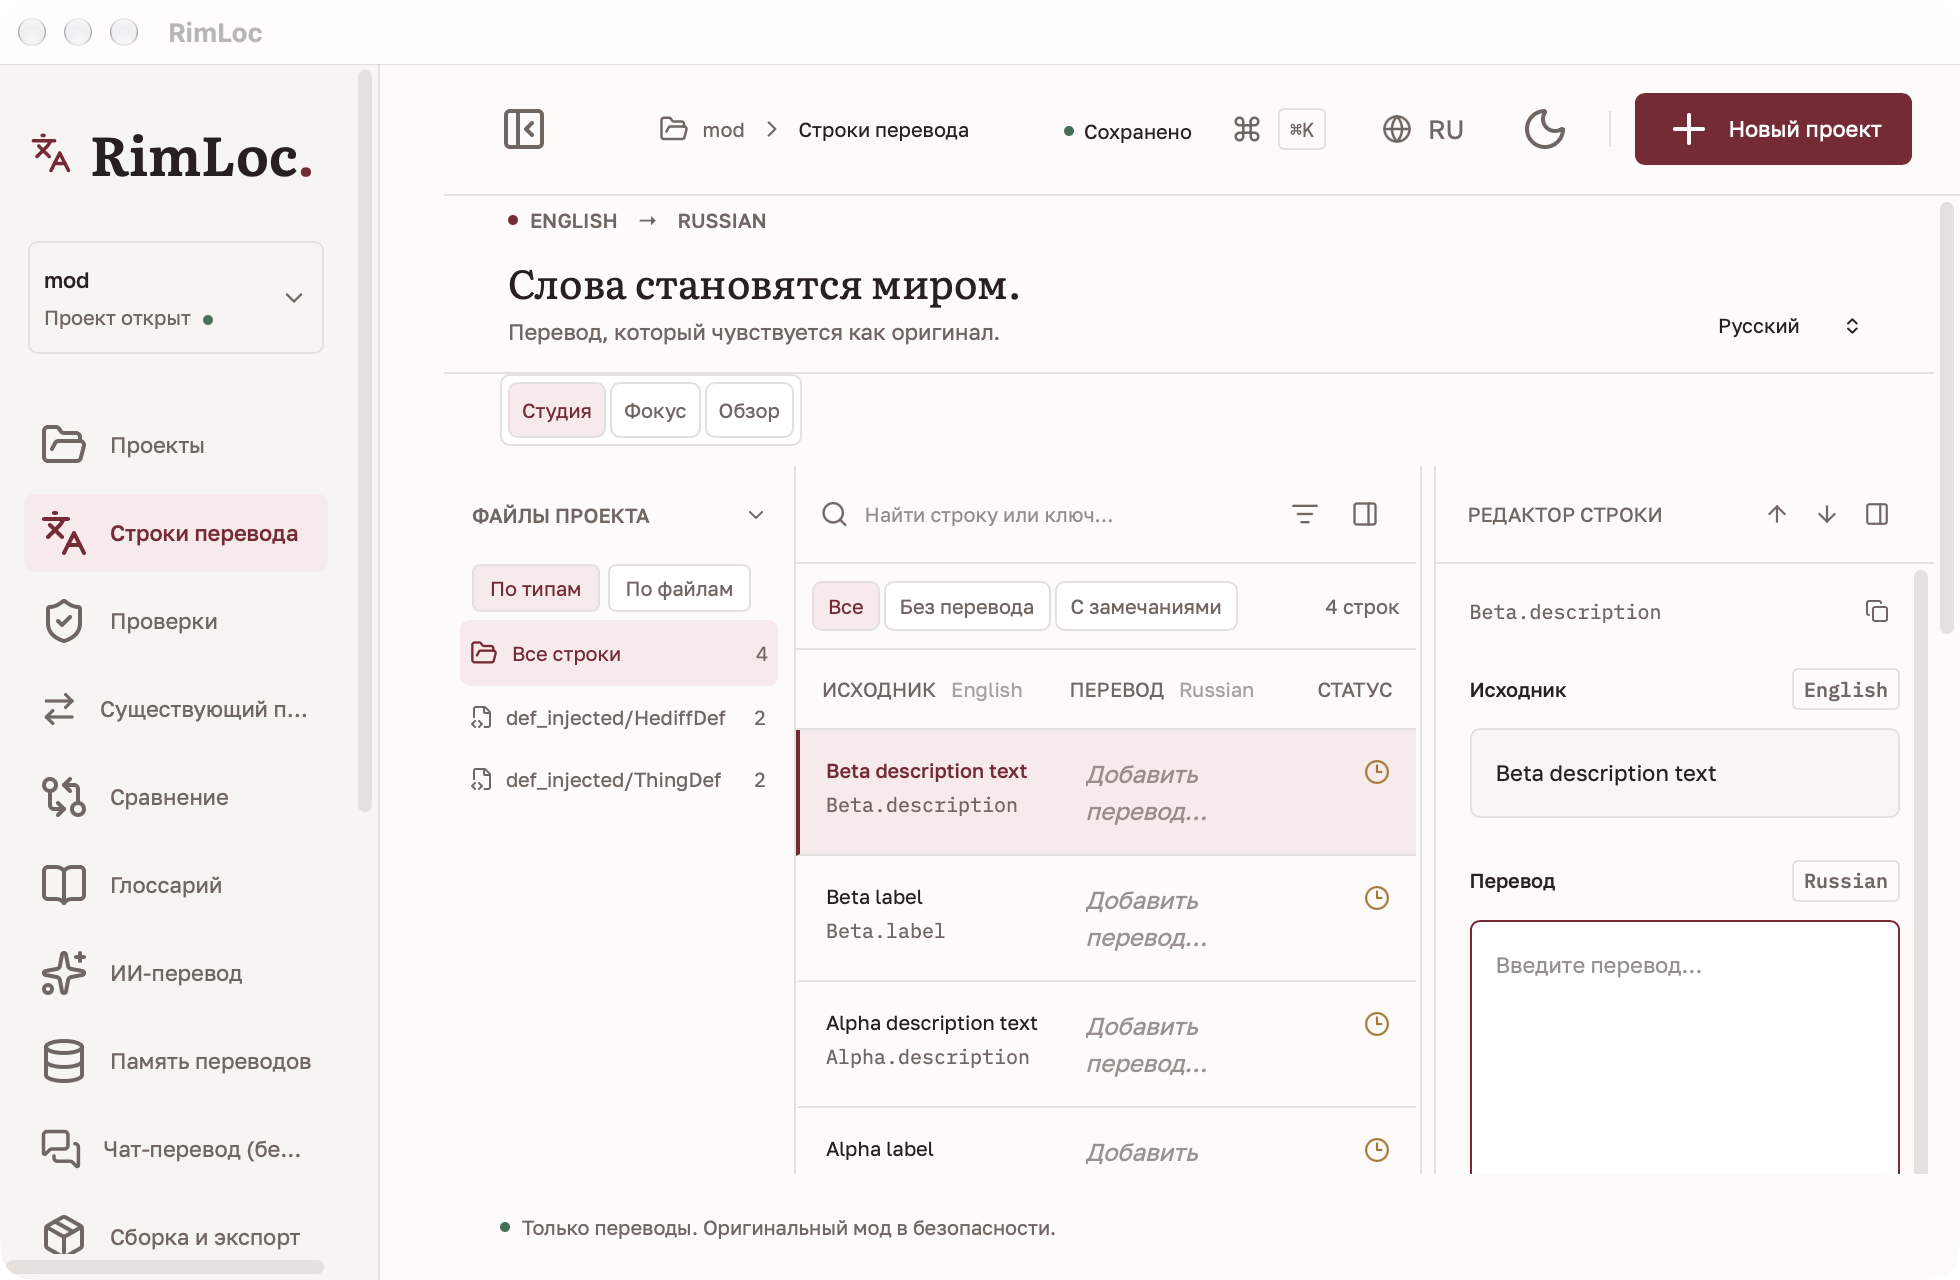 RimLoc
RimLoc.
mod
Проект открыт
Проекты
Строки перевода
Проверки
Существующий п...
Сравнение
Глоссарий
ИИ-перевод
Память переводов
Чат-перевод (бе...
Сборка и экспорт
mod > Строки перевода
Сохранено
⌘K
RU
Новый проект
ENGLISH → RUSSIAN
Слова становятся миром.
Перевод, который чувствуется как оригинал.
Русский
Студия
Фокус
Обзор
ФАЙЛЫ ПРОЕКТА
По типам
По файлам
Все строки 4
def_injected/HediffDef 2
def_injected/ThingDef 2
Найти строку или ключ...
Все
Без перевода
С замечаниями
4 строк
ИСХОДНИК English
ПЕРЕВОД Russian
СТАТУС
Beta description text
Beta.description
Добавить
перевод...
Beta label
Beta.label
Добавить
перевод...
Alpha description text
Alpha.description
Добавить
перевод...
Alpha label
Добавить
РЕДАКТОР СТРОКИ
Beta.description
Исходник
English
Beta description text
Перевод
Russian
Введите перевод...
Только переводы. Оригинальный мод в безопасности.